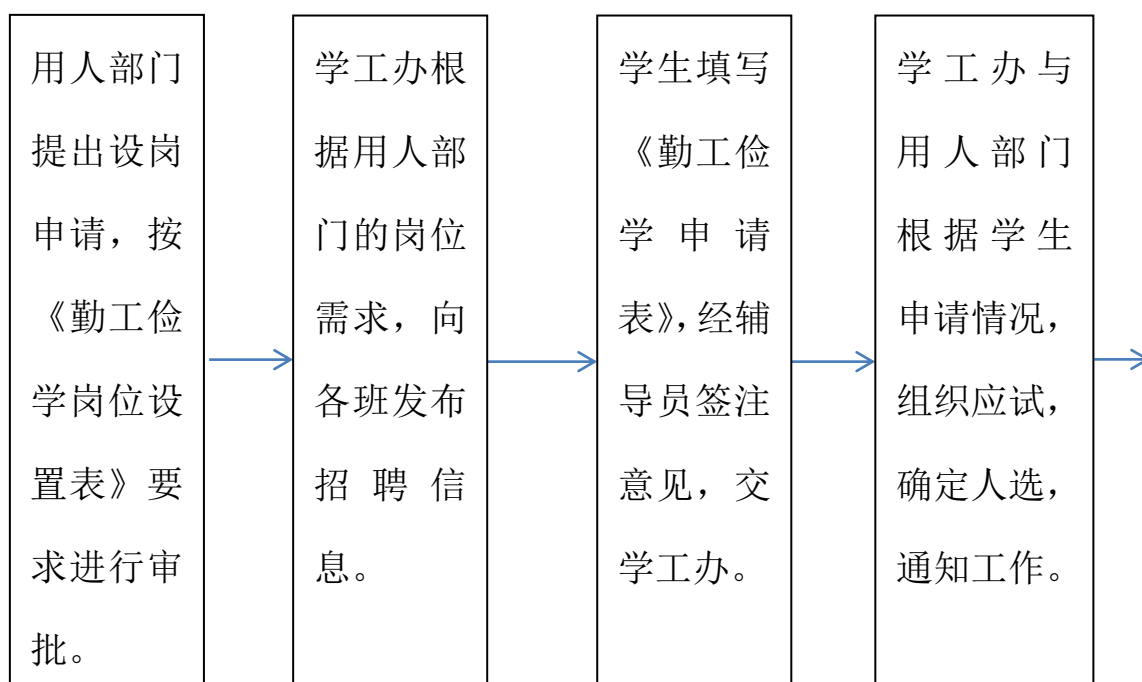 用人部门
提出设岗
申请，按
《勤工俭
学岗位设
置表》要
求进行审
批。
学工办根
据用人部
门的岗位
需求，向
各班发布
招聘信
息。
学生填写
《勤工俭
学申请
表》，经辅
导员签注
意见，交
学工办。
学工办与
用人部门
根据学生
申请情况，
组织应试，
确定人选，
通知工作。